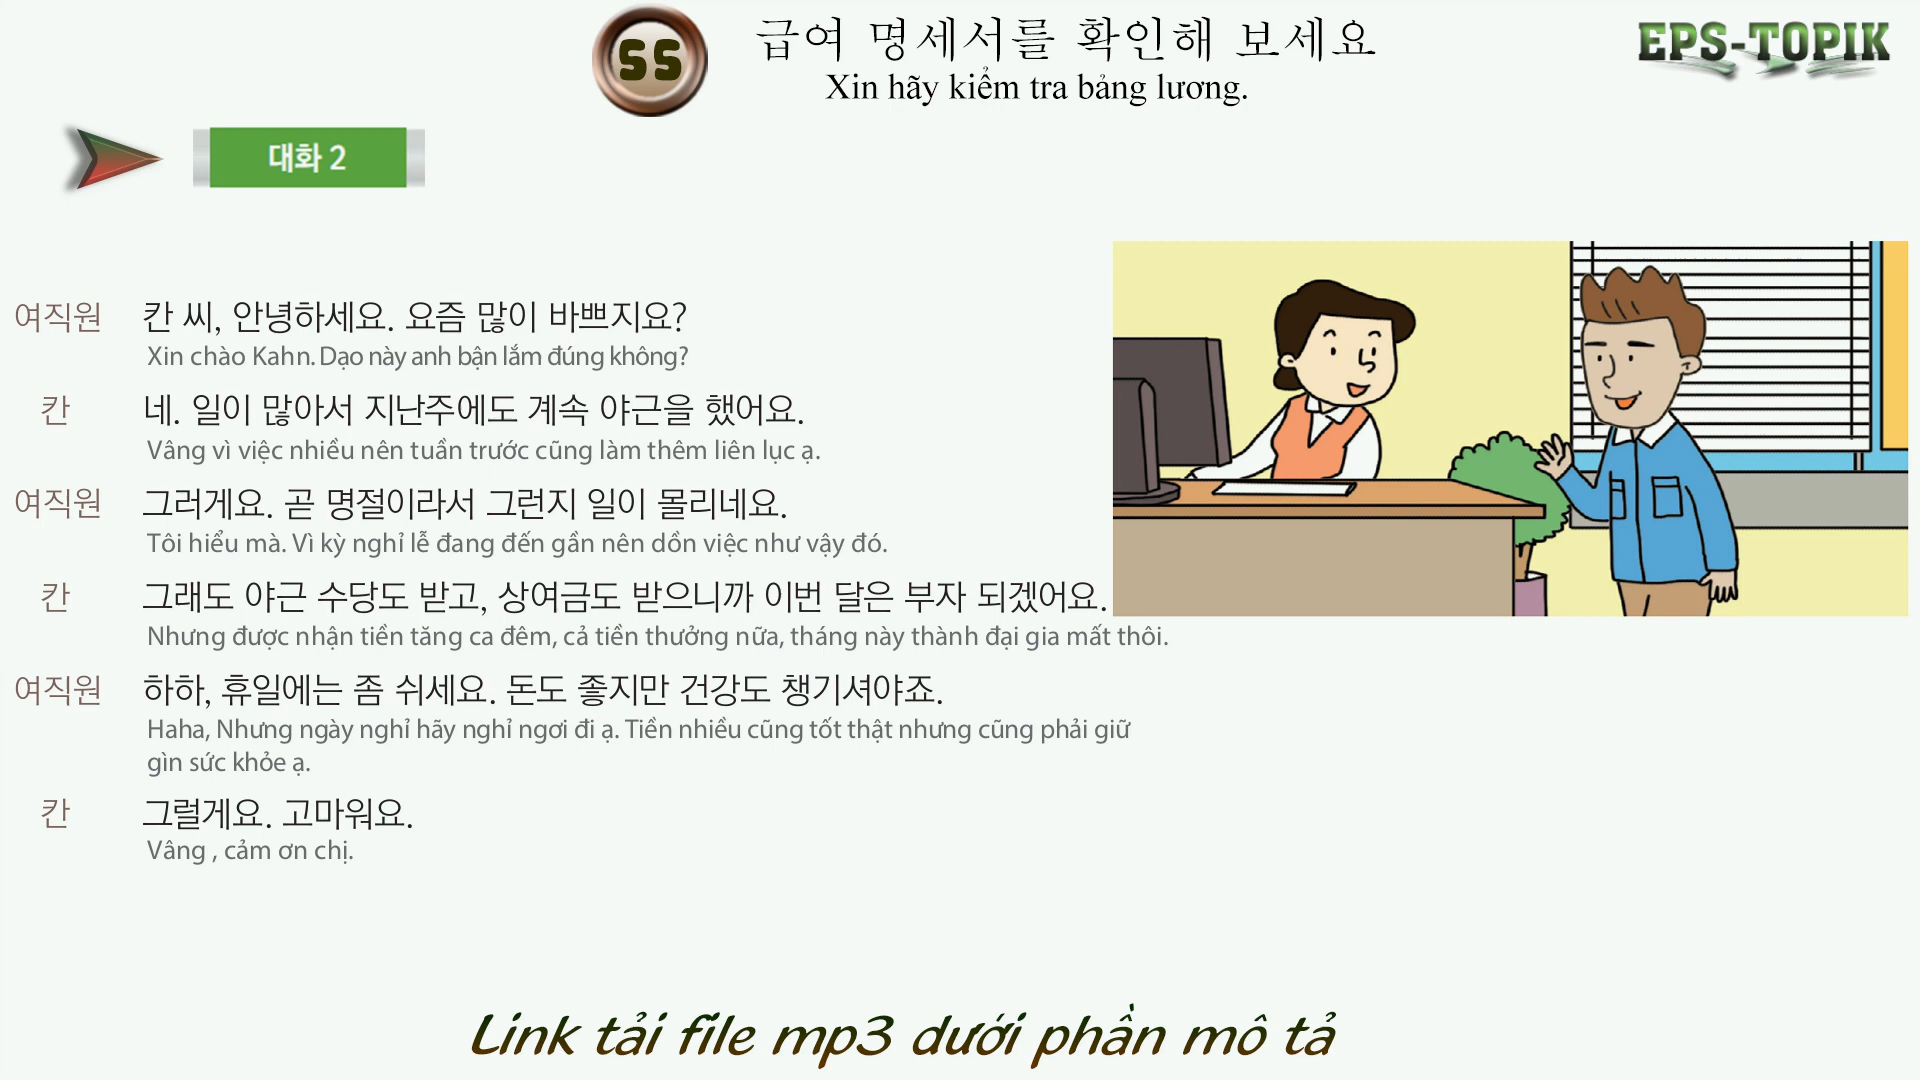 55
급여 명세서를 확인해 보세요
Xin hãy kiểm tra bảng lương.
EPS-TOPIK
대화 2
여직원 칸 씨, 안녕하세요. 요즘 많이 바쁘지요?
Xin chào Kahn. Dạo này anh bận lắm đúng không?
칸 네. 일이 많아서 지난주에도 계속 야근을 했어요.
Vâng vì việc nhiều nên tuần trước cũng làm thêm liên lục ạ.
여직원 그러게요. 곧 명절이라서 그런지 일이 몰리네요.
Tôi hiểu mà. Vì kỳ nghỉ lễ đang đến gần nên dồn việc như vậy đó.
칸 그래도 야근 수당도 받고, 상여금도 받으니까 이번 달은 부자 되겠어요.
Nhưng được nhận tiền tăng ca đêm, cả tiền thưởng nữa, tháng này thành đại gia mất thôi.
여직원 하하, 휴일에는 좀 쉬세요. 돈도 좋지만 건강도 챙기셔야죠.
Haha, Nhưng ngày nghỉ hãy nghỉ ngơi đi ạ. Tiền nhiều cũng tốt thật nhưng cũng phải giữ
gìn sức khỏe ạ.
칸 그럴게요. 고마워요.
Vâng , cảm ơn chị.
Link tải file mp3 dưới phần mô tả